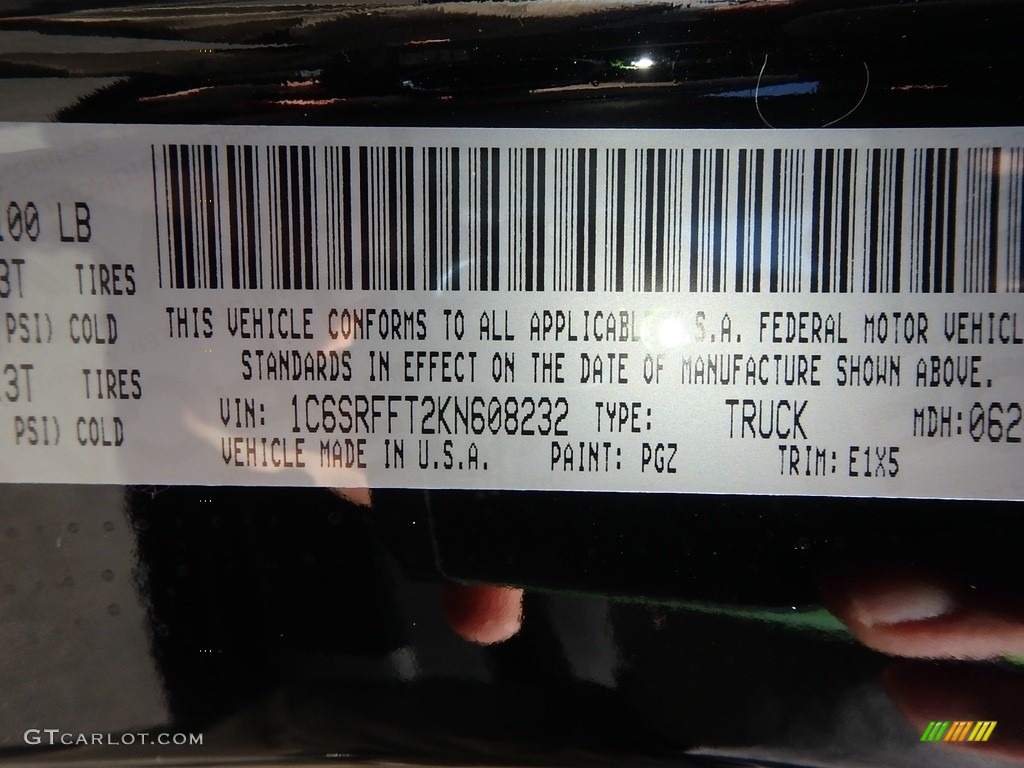 100 LB
3T TIRES
PSI) COLD
13T TIRES
PSI) COLD
THIS VEHICLE CONFORMS TO ALL APPLICABL .S.A. FEDERAL MOTOR VEHICL
STANDARDS IN EFFECT ON THE DATE OF MANUFACTURE SHOWN ABOVE.
VIN: 1C6SRFFT2KN608232 TYPE: TRUCK MDH:062
VEHICLE MADE IN U.S.A. PAINT: PGZ TRIM: E1X5
GTCARLOT.COM